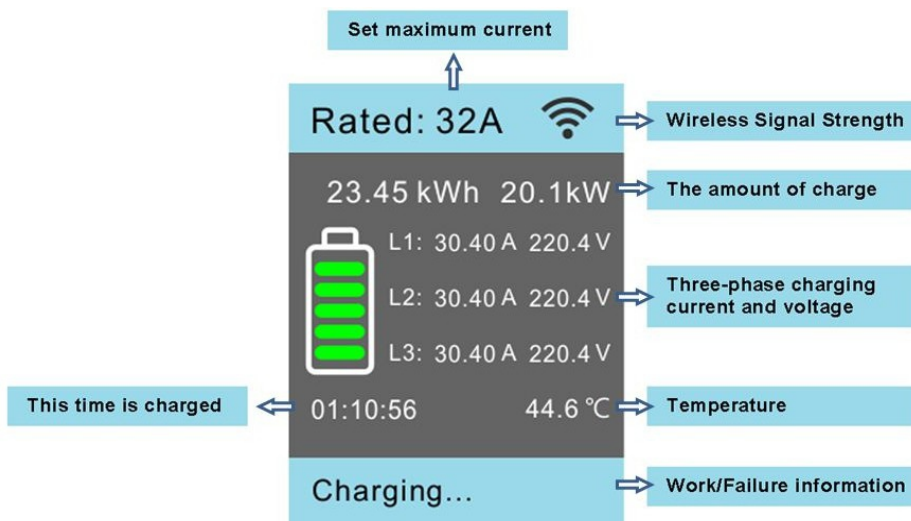 Set maximum current
Rated: 32A
Wireless Signal Strength
23.45 kWh 20.1kW
The amount of charge
L1: 30.40 A 220.4 V
L2: 30.40 A 220.4 V
Three-phase charging
current and voltage
L3: 30.40 A 220.4 V
This time is charged
01:10:56 44.6 ℃
Temperature
Charging...
Work/Failure information